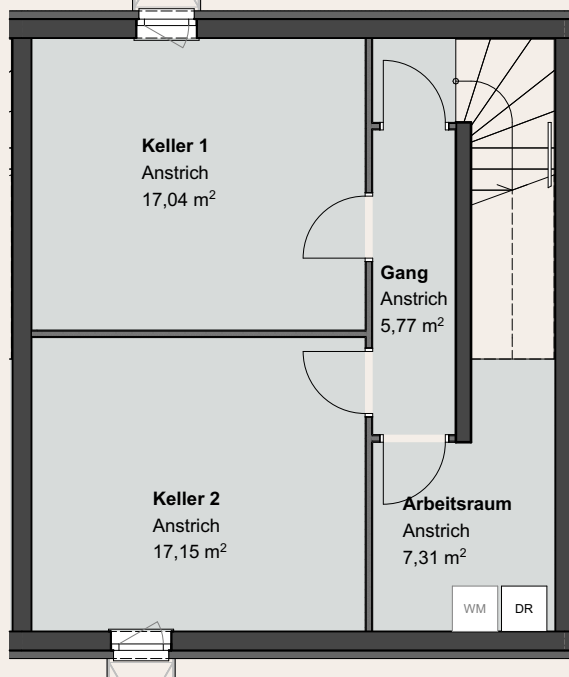 Keller 1
Anstrich
17,04 m²
Gang
Anstrich
5,77 m²
Keller 2
Anstrich
17,15 m²
Arbeitsraum
Anstrich
7,31 m²
WM
DR